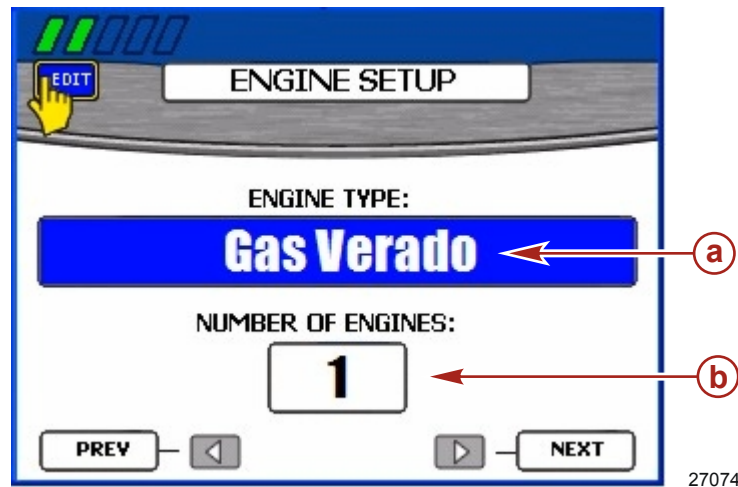 EDIT
ENGINE SETUP
ENGINE TYPE:
Gas Verado
a
NUMBER OF ENGINES:
1
b
PREV
NEXT
27074